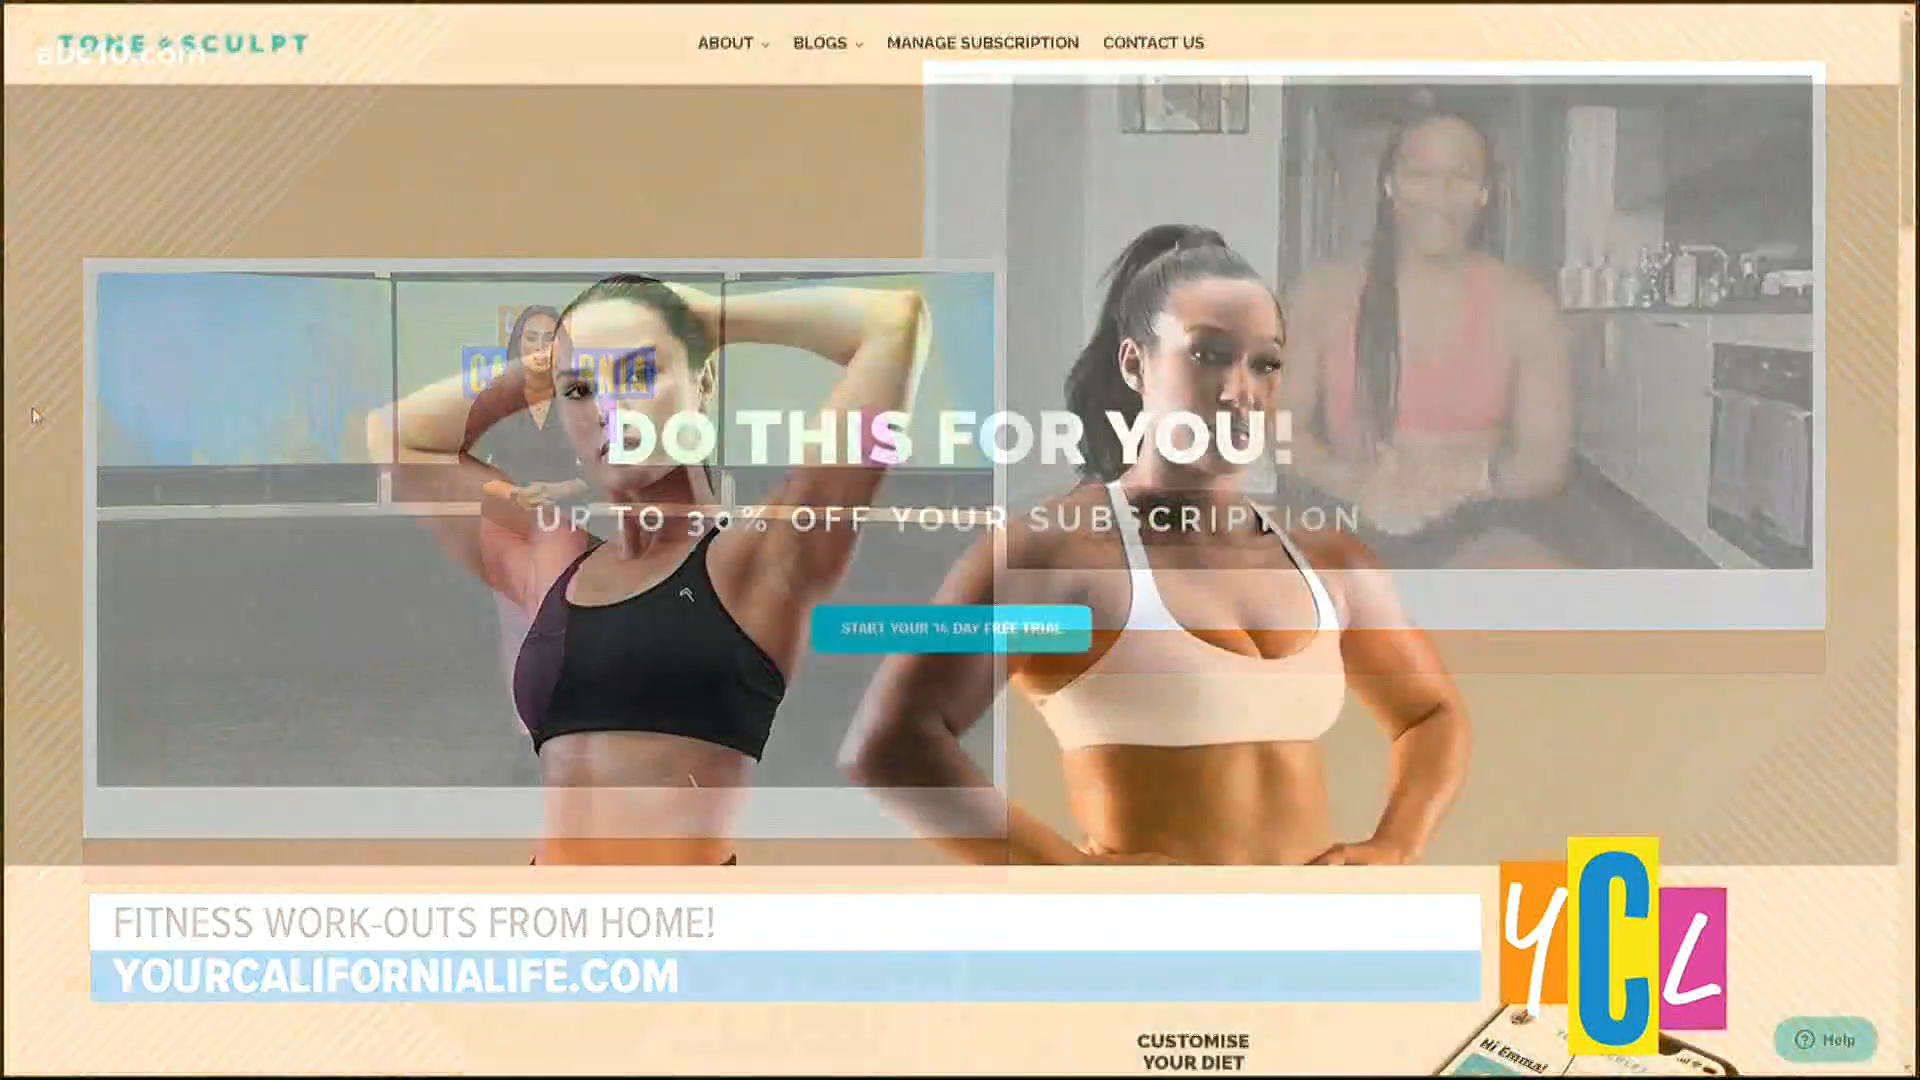 TONE & SCULPT
abc10.com
ABOUT BLOGS MANAGE SUBSCRIPTION CONTACT US
DO THIS FOR YOU!
UP TO 30% OFF YOUR SUBSCRIPTION
START YOUR 14 DAY FREE TRIAL
FITNESS WORK-OUTS FROM HOME!
YOURCALIFORNIALIFE.COM
YCL
CUSTOMISE
YOUR DIET
Hi Emma!
Help